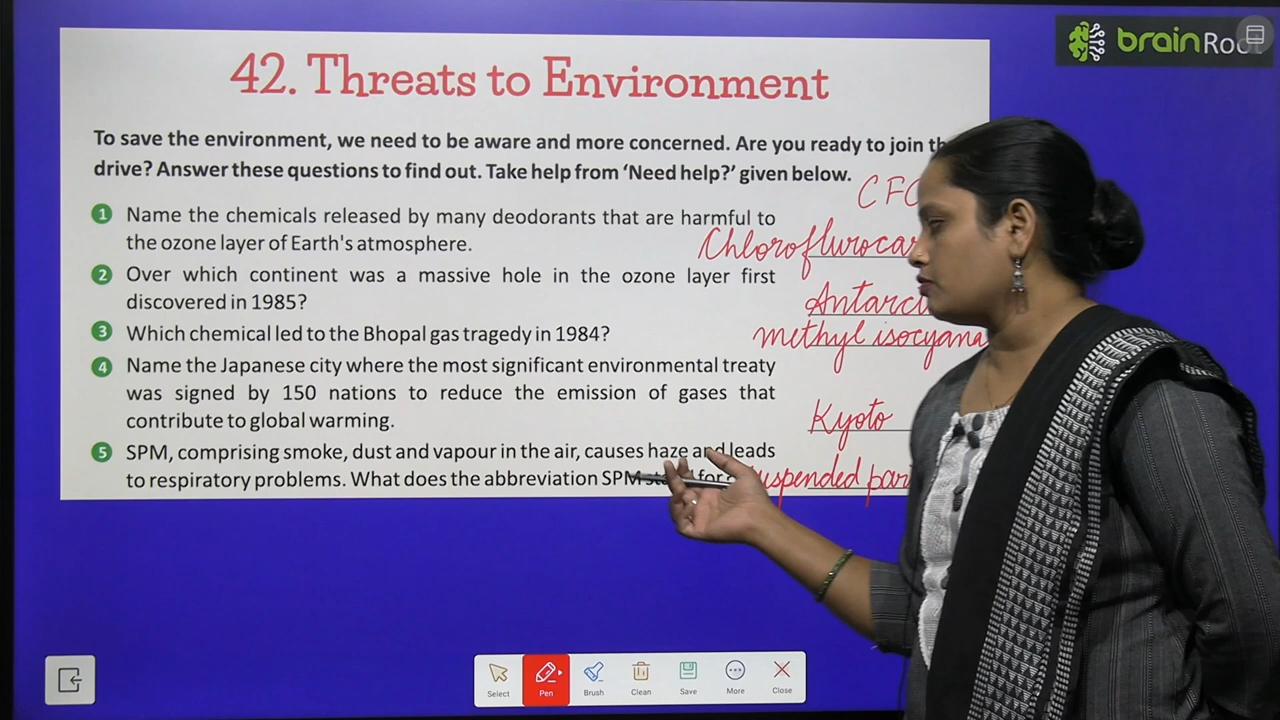 brainRoot
42. Threats to Environment
To save the environment, we need to be aware and more concerned. Are you ready to join
drive? Answer these questions to find out. Take help from ‘Need help?’ given below.
CFC
1 Name the chemicals released by many deodorants that are harmful to
the ozone layer of Earth's atmosphere.
2 Over which continent was a massive hole in the ozone layer first
discovered in 1985?
3 Which chemical led to the Bhopal gas tragedy in 1984?
methyl isocyana
4 Name the Japanese city where the most significant environmental treaty
was signed by 150 nations to reduce the emission of gases that
contribute to global warming.
Kyoto
5 SPM, comprising smoke, dust and vapour in the air, causes haze and leads
to respiratory problems. What does the abbreviation SPM stand for
uspended par
Select Pen Brush Clean Save More Close